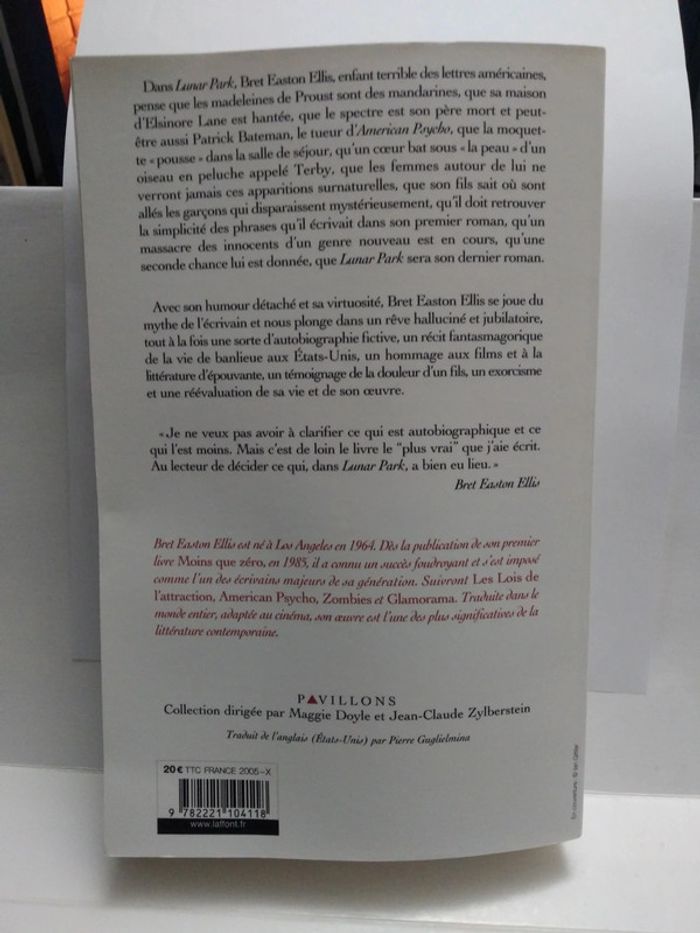 Dans Lunar Park, Bret Easton Ellis, enfant terrible des lettres américaines,
pense que les madeleines de Proust sont des mandarines, que sa maison
d'Elsinore Lane est hantée, que le spectre est son père mort et peut-
être aussi Patrick Bateman, le tueur d'American Psycho, que la moquet-
te « pousse » dans la salle de séjour, qu'un cœur bat sous « la peau » d'un
oiseau en peluche appelé Terby, que les femmes autour de lui ne
verront jamais ces apparitions surnaturelles, que son fils sait où sont
allés les garçons qui disparaissent mystérieusement, qu'il doit retrouver
la simplicité des phrases qu'il écrivait dans son premier roman, qu'un
massacre des innocents d'un genre nouveau est en cours, qu'une
seconde chance lui est donnée, que Lunar Park sera son dernier roman.
Avec son humour détaché et sa virtuosité, Bret Easton Ellis se joue du
mythe de l'écrivain et nous plonge dans un rêve halluciné et jubilatoire,
tout à la fois une sorte d'autobiographie fictive, un récit fantasmagorique
de la vie de banlieue aux États-Unis, un hommage aux films et à la
littérature d'épouvante, un témoignage de la douleur d'un fils, un exorcisme
et une réévaluation de sa vie et de son œuvre.
« Je ne veux pas avoir à clarifier ce qui est autobiographique et ce
qui l'est moins. Mais c'est de loin le livre le "plus vrai" que j'aie écrit.
Au lecteur de décider ce qui, dans Lunar Park, a bien eu lieu. »
Bret Easton Ellis
Bret Easton Ellis est né à Los Angeles en 1964. Dès la publication de son premier
livre Moins que zéro, en 1985, il a connu un succès foudroyant et s'est imposé
comme l'un des écrivains majeurs de sa génération. Suivront Les Lois de
l'attraction, American Psycho, Zombies et Glamorama. Traduite dans le
monde entier, adaptée au cinéma, son œuvre est l'une des plus significatives de la
littérature contemporaine.
PAVILLONS
Collection dirigée par Maggie Doyle et Jean-Claude Zylberstein
Traduit de l'anglais (États-Unis) par Pierre Guglielmina
20 € TTC FRANCE 2005-X
9 782221 104118
www.laffont.fr
En couverture : © Ian Gittler